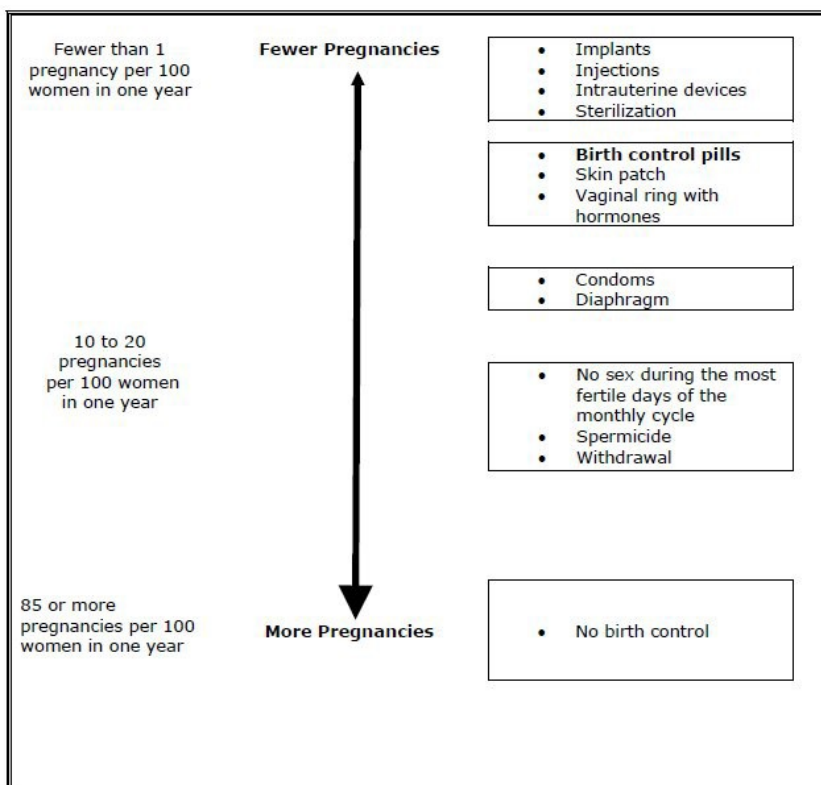 Fewer than 1
pregnancy per 100
women in one year
Fewer Pregnancies
• Implants
• Injections
• Intrauterine devices
• Sterilization
• Birth control pills
• Skin patch
• Vaginal ring with
hormones
• Condoms
• Diaphragm
10 to 20
pregnancies
per 100 women
in one year
• No sex during the most
fertile days of the
monthly cycle
• Spermicide
• Withdrawal
85 or more
pregnancies per 100
women in one year
More Pregnancies
• No birth control